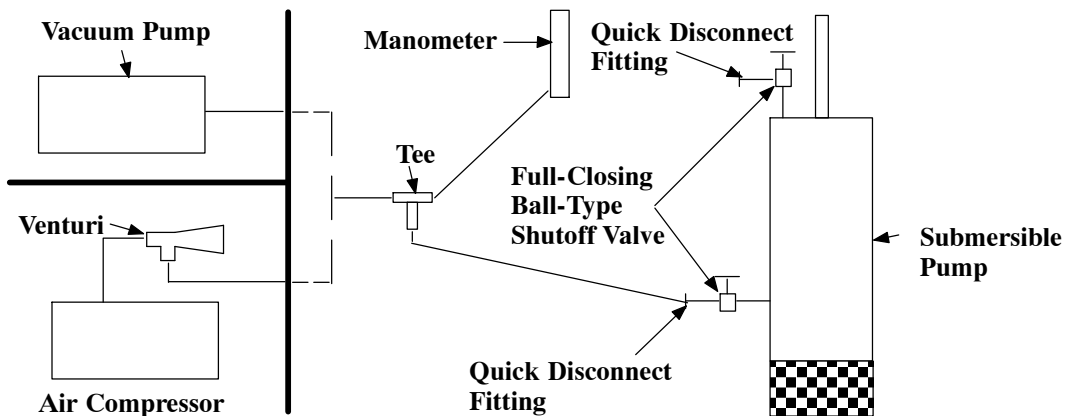 Vacuum Pump
Manometer
Quick Disconnect
Fitting
Tee
Full-Closing
Ball-Type
Shutoff Valve
Venturi
Submersible
Pump
Quick Disconnect
Fitting
Air Compressor